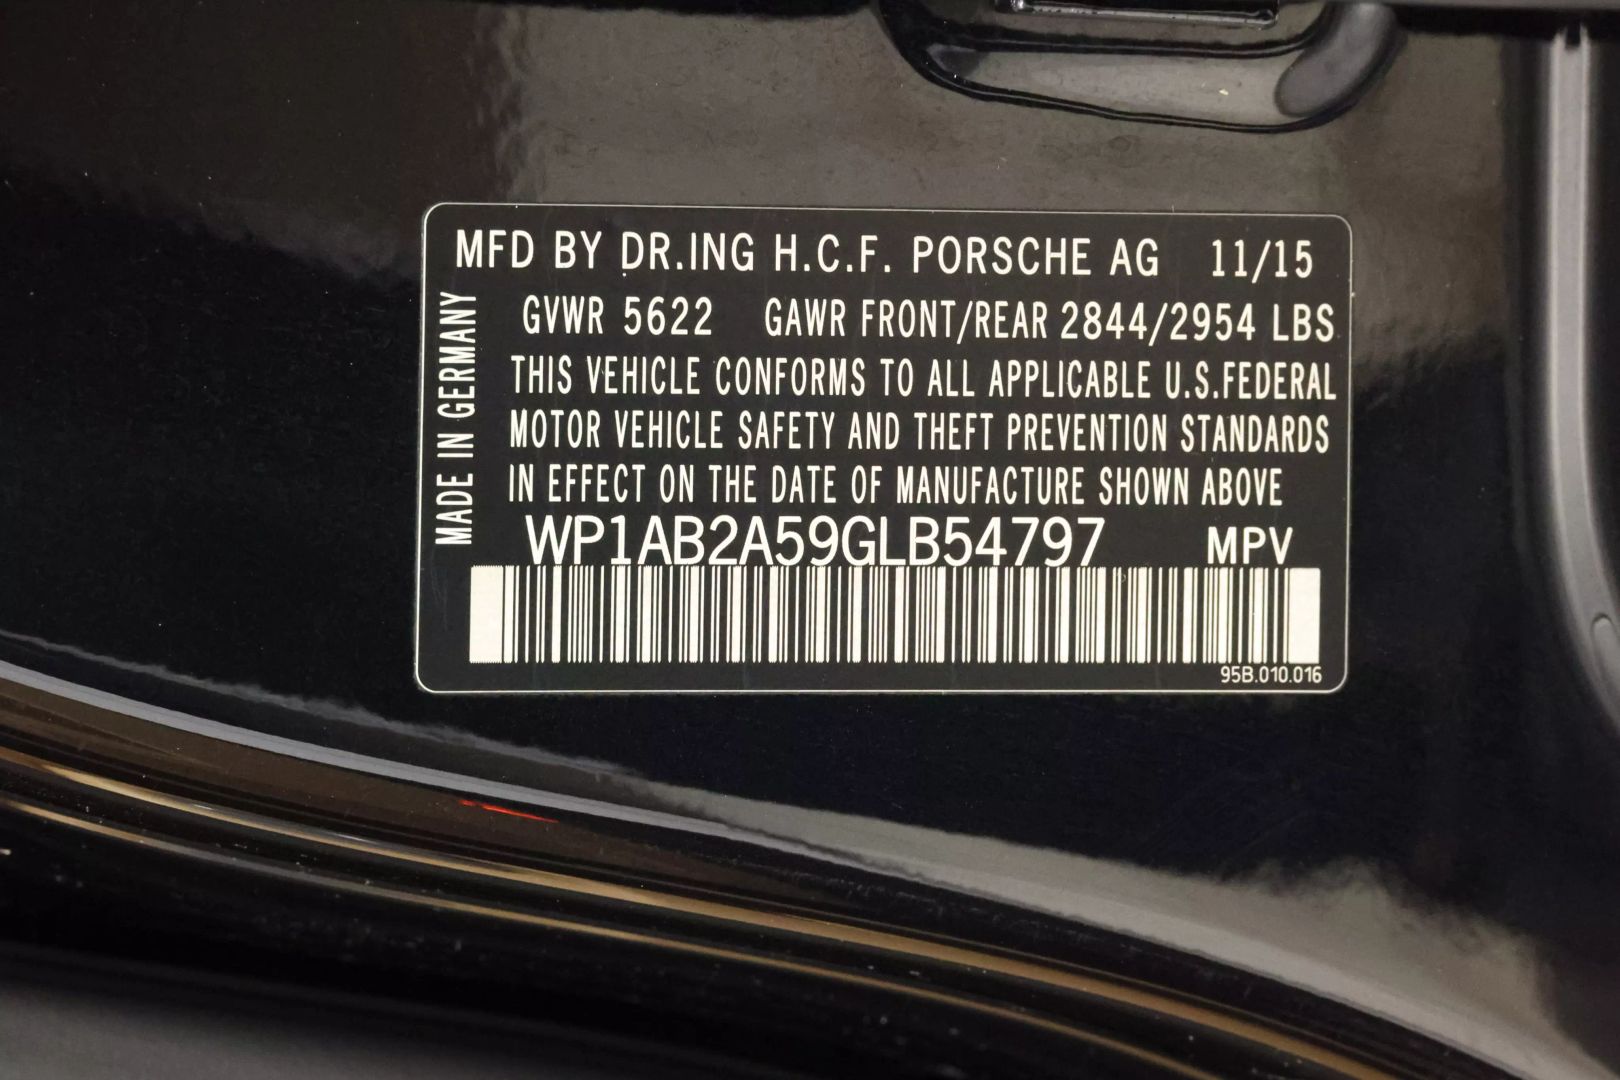 MFD BY DR.ING H.C.F. PORSCHE AG 11/15
GVWR 5622 GAWR FRONT/REAR 2844/2954 LBS
THIS VEHICLE CONFORMS TO ALL APPLICABLE U.S.FEDERAL
MOTOR VEHICLE SAFETY AND THEFT PREVENTION STANDARDS
IN EFFECT ON THE DATE OF MANUFACTURE SHOWN ABOVE
WP1AB2A59GLB54797 MPV
95B.010.016
MADE IN GERMANY